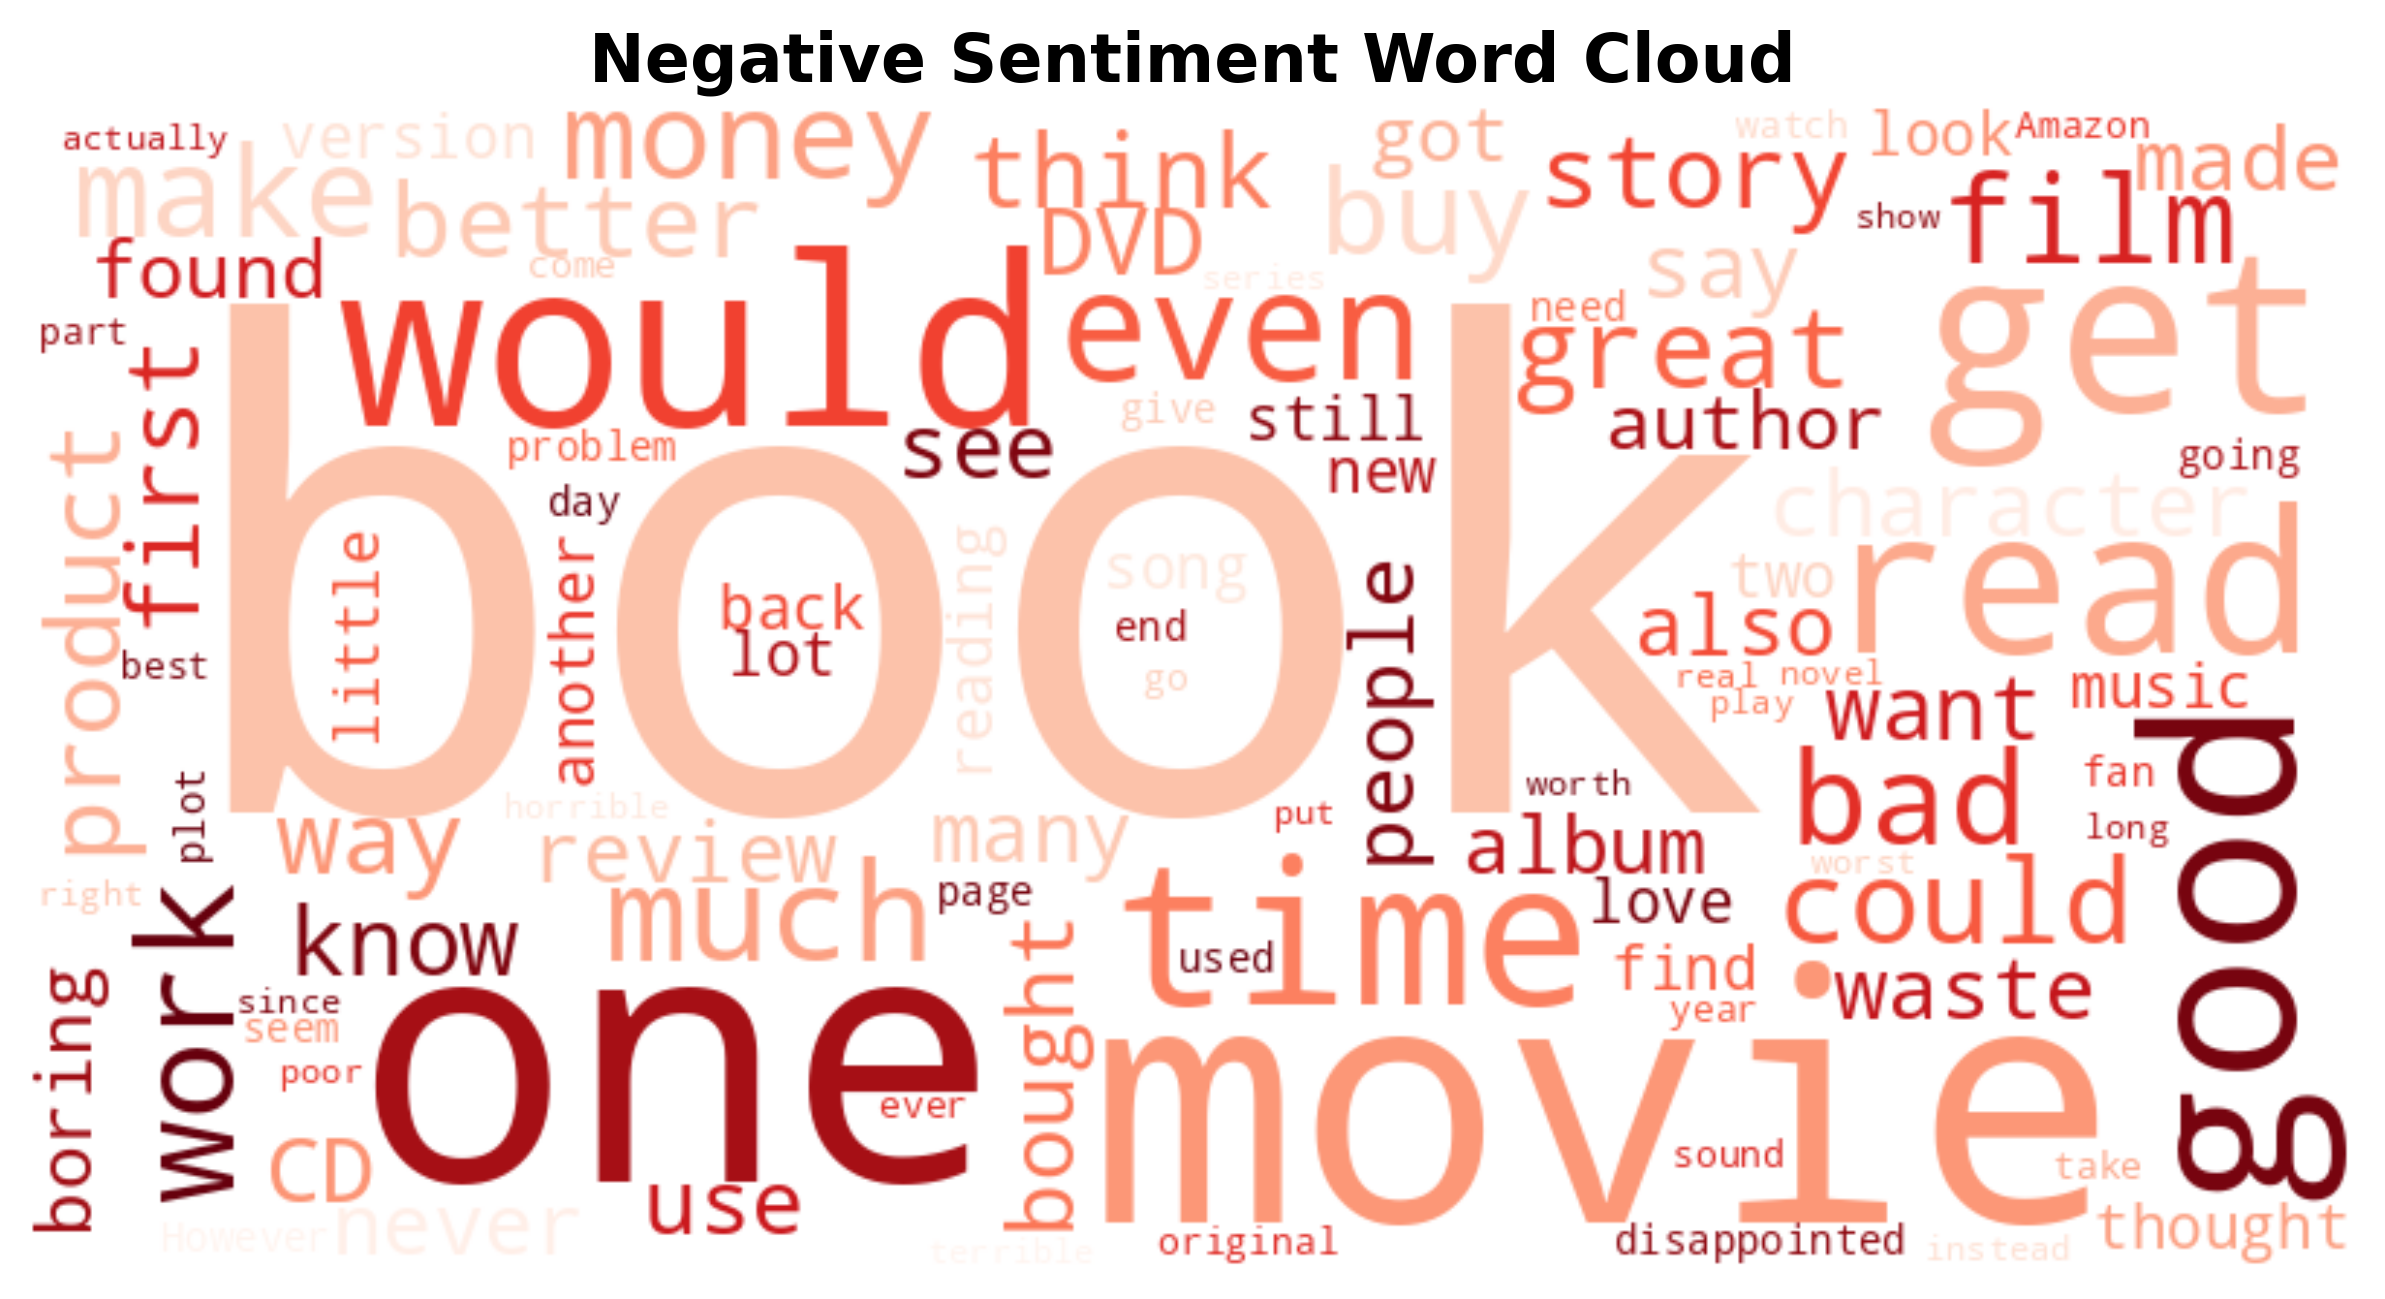 Negative Sentiment Word Cloud
actually
version
money
think
got
watch
look
Amazon
made
make
better
DVD
buy
story
show
film
found
come
series
say
need
get
part
would
even
great
first
book
give
still
author
problem
see
new
going
product
day
character
little
another
back
lot
reading
song
end
go
people
two
read
also
best
real
novel
play
want
music
plot
horrible
worth
bad
fan
good
way
review
many
put
album
long
worst
right
much
page
time
love
could
work
know
used
find
waste
boring
since
seem
one
bought
year
poor
ever
movie
CD
use
sound
take
However
never
terrible
original
disappointed
instead
thought